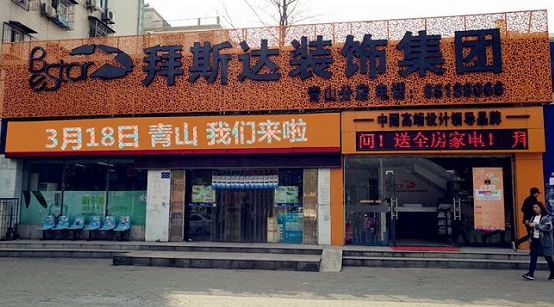 Bestar 拜斯达装饰集团
青山分店 电话:
3月18日 青山 我们来啦
中国高端设计领导品牌
问！送全房家电！拜